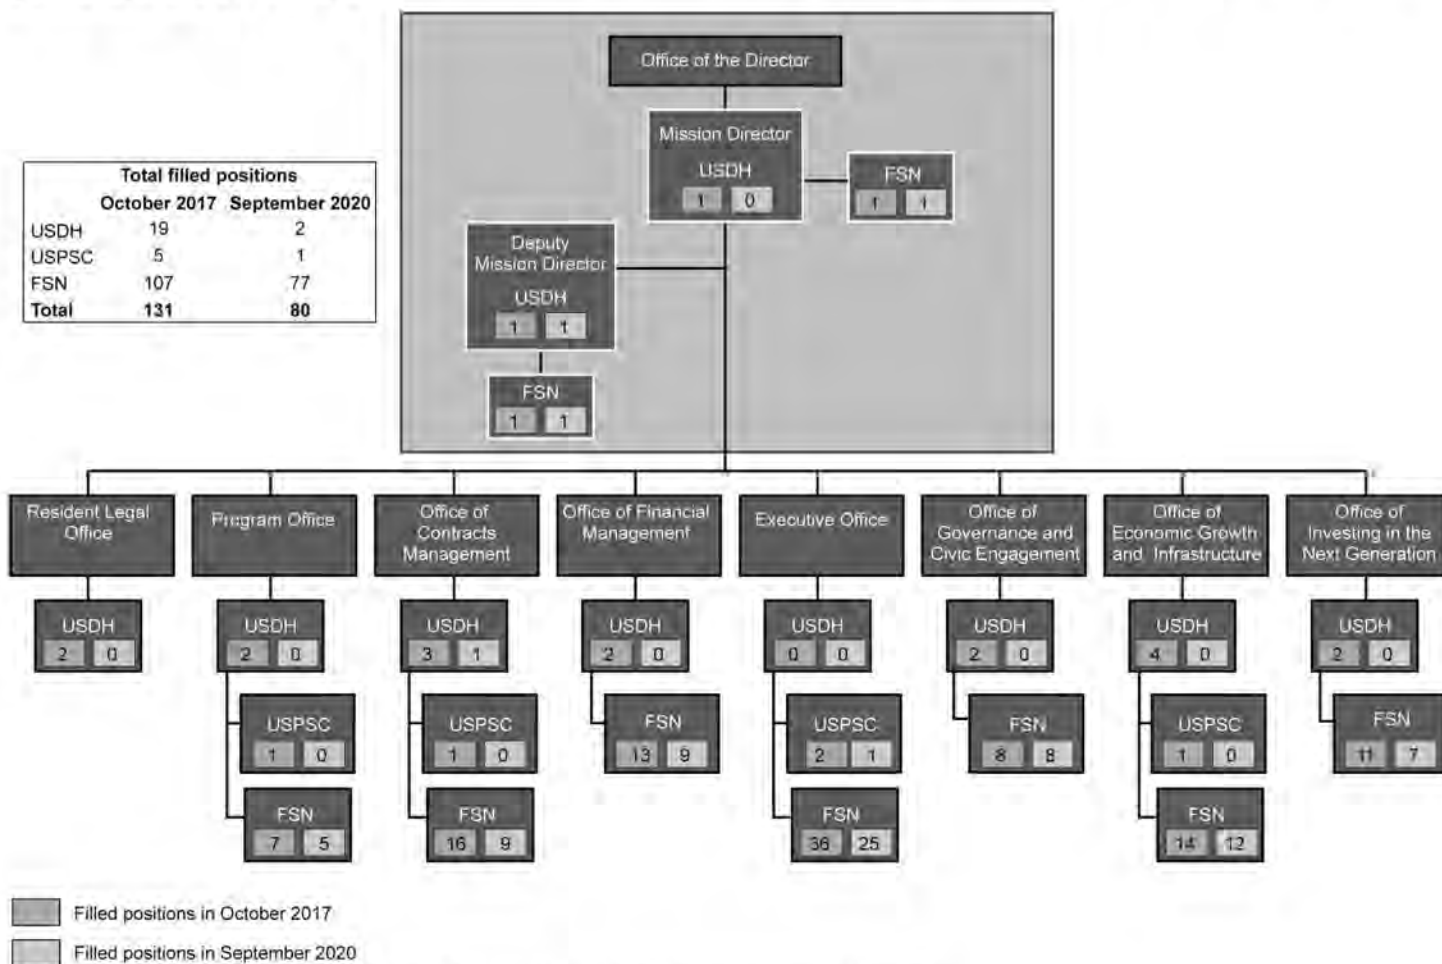 Office of the Director
Mission Director
USDH
1 0
FSN
1 1
Total filled positions
October 2017 September 2020
USDH 19 2
USPSC 5 1
FSN 107 77
Total 131 80
Deputy
Mission Director
USDH
1 1
FSN
1 1
Resident Legal
Office
USDH
2 0
Program Office
USDH
2 0
USPSC
1 0
FSN
7 5
Office of
Contracts
Management
USDH
3 1
USPSC
1 0
FSN
16 9
Office of Financial
Management
USDH
2 0
FSN
13 9
Executive Office
USDH
0 0
USPSC
2 1
FSN
36 25
Office of
Governance and
Civic Engagement
USDH
2 0
FSN
8 8
Office of
Economic Growth
and Infrastructure
USDH
4 0
USPSC
1 0
FSN
14 12
Office of
Investing in the
Next Generation
USDH
2 0
FSN
11 7
Filled positions in October 2017
Filled positions in September 2020